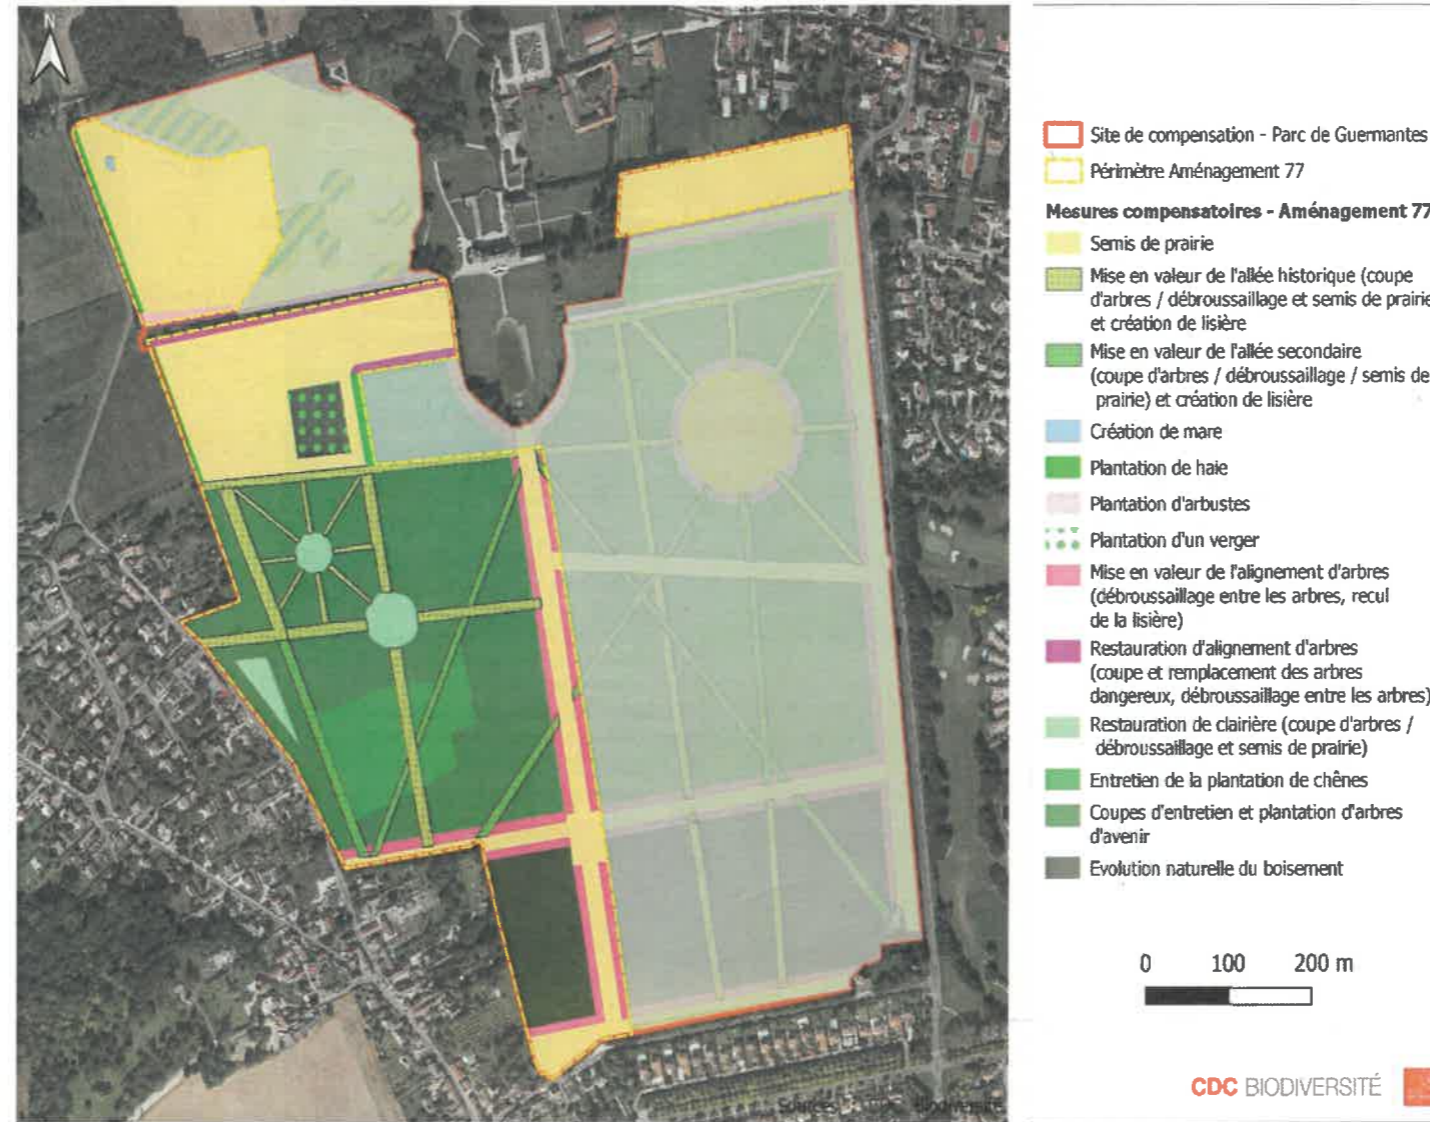 N
Site de compensation - Parc de Guermantes
Périmètre Aménagement 77
Mesures compensatoires - Aménagement 77
Semis de prairie
Mise en valeur de l'allée historique (coupe
d'arbres / débroussaillage et semis de prairie
et création de lisière
Mise en valeur de l'allée secondaire
(coupe d'arbres / débroussaillage / semis de
prairie) et création de lisière
Création de mare
Plantation de haie
Plantation d'arbustes
Plantation d'un verger
Mise en valeur de l'alignement d'arbres
(débroussaillage entre les arbres, recul
de la lisière)
Restauration d'alignement d'arbres
(coupe et remplacement des arbres
dangereux, débroussaillage entre les arbres)
Restauration de clairière (coupe d'arbres /
débroussaillage et semis de prairie)
Entretien de la plantation de chênes
Coupes d'entretien et plantation d'arbres
d'avenir
Evolution naturelle du boisement
0 100 200 m
CDC BIODIVERSITÉ
Sources Biodiversité